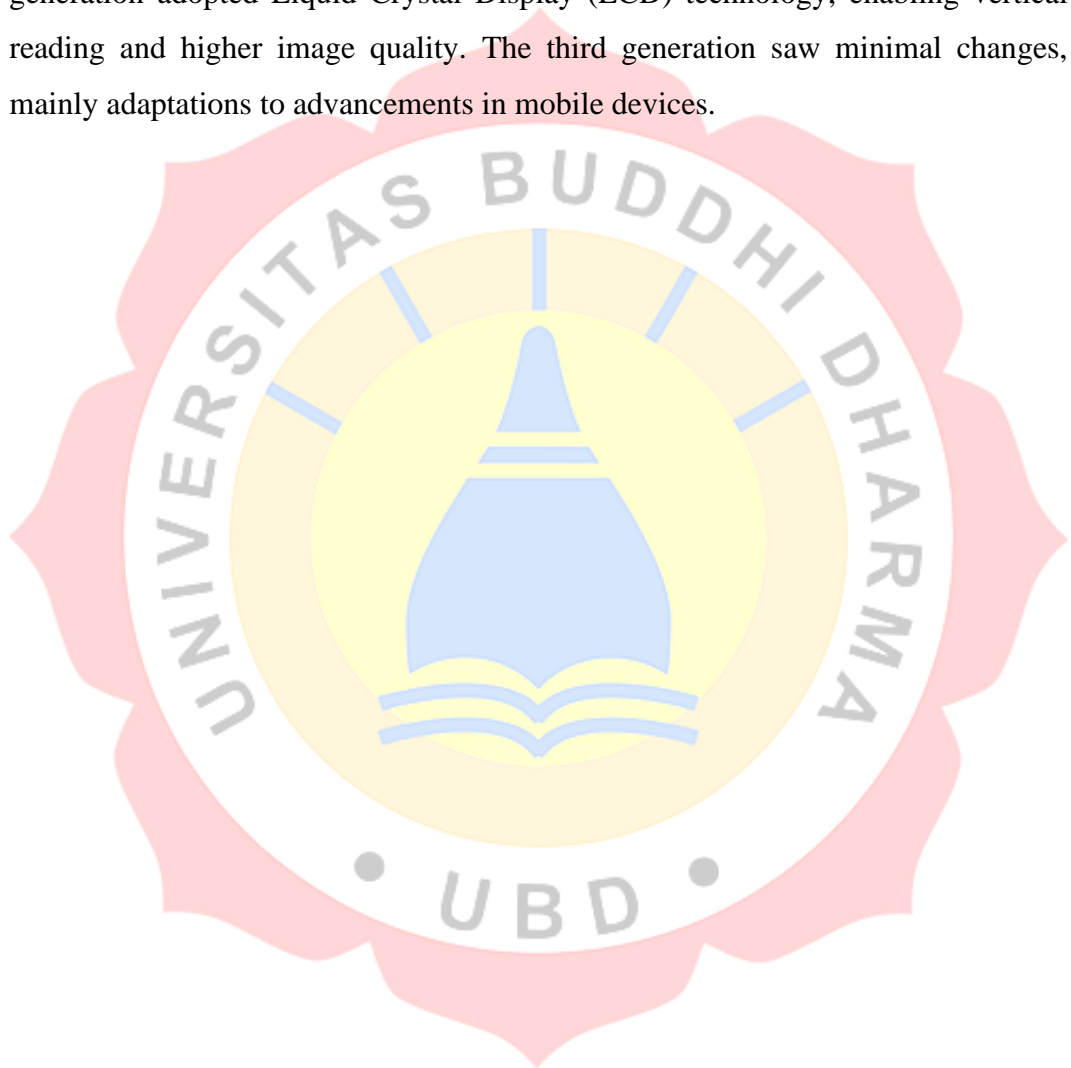 generation adopted Liquid Crystal Display (LCD) technology, enabling vertical
reading and higher image quality. The third generation saw minimal changes,
mainly adaptations to advancements in mobile devices.
UNIVERSITAS BUDDHI DHARMA
• UBD •